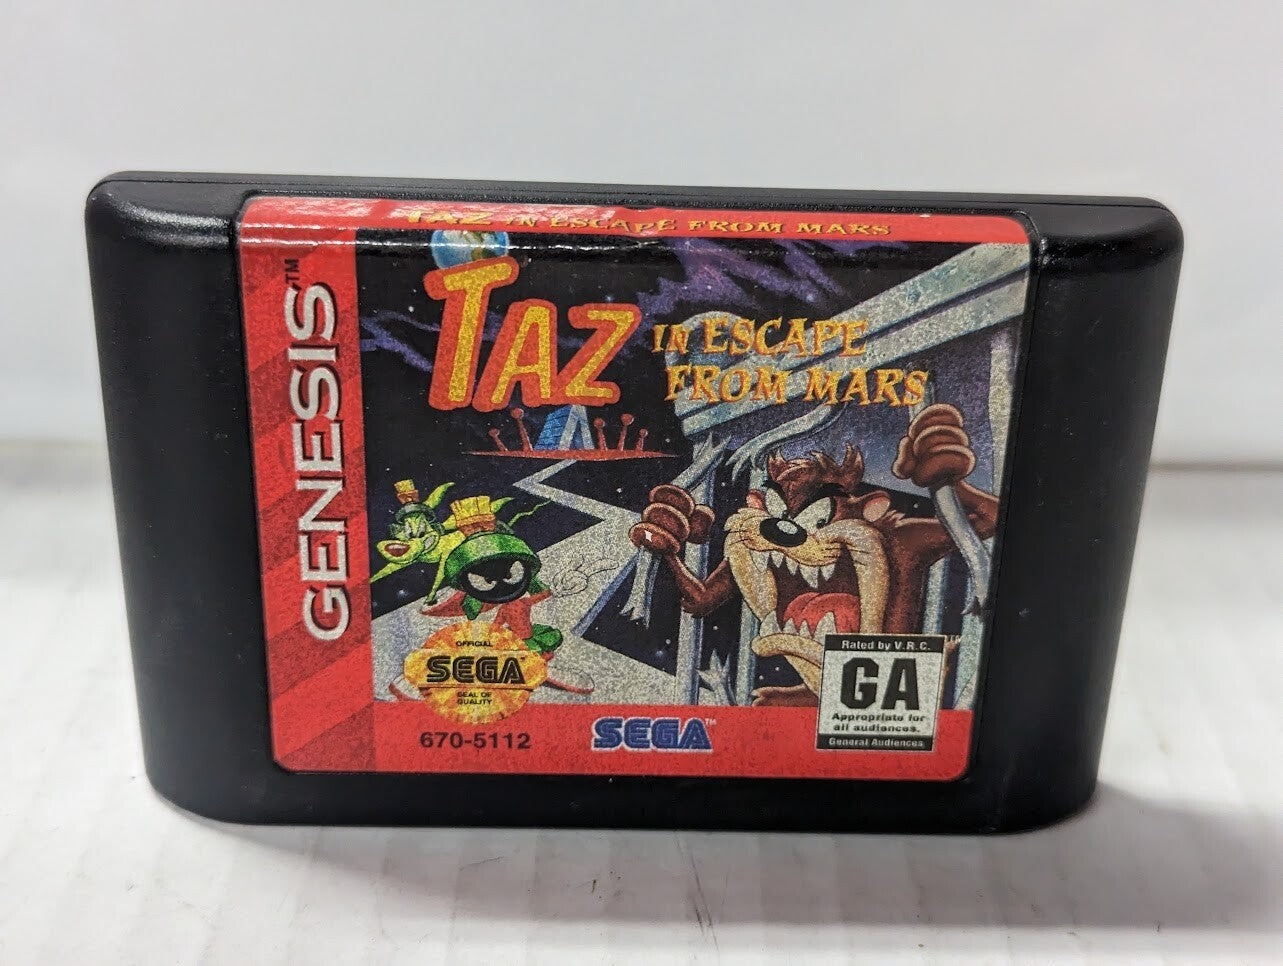 TAZ IN ESCAPE FROM MARS
GENESIS™
TAZ IN ESCAPE
FROM MARS
OFFICIAL
SEGA
SEAL OF
QUALITY
670-5112
SEGA™
Rated by V.R.C.
GA
Appropriate for
all audiences.
General Audiences